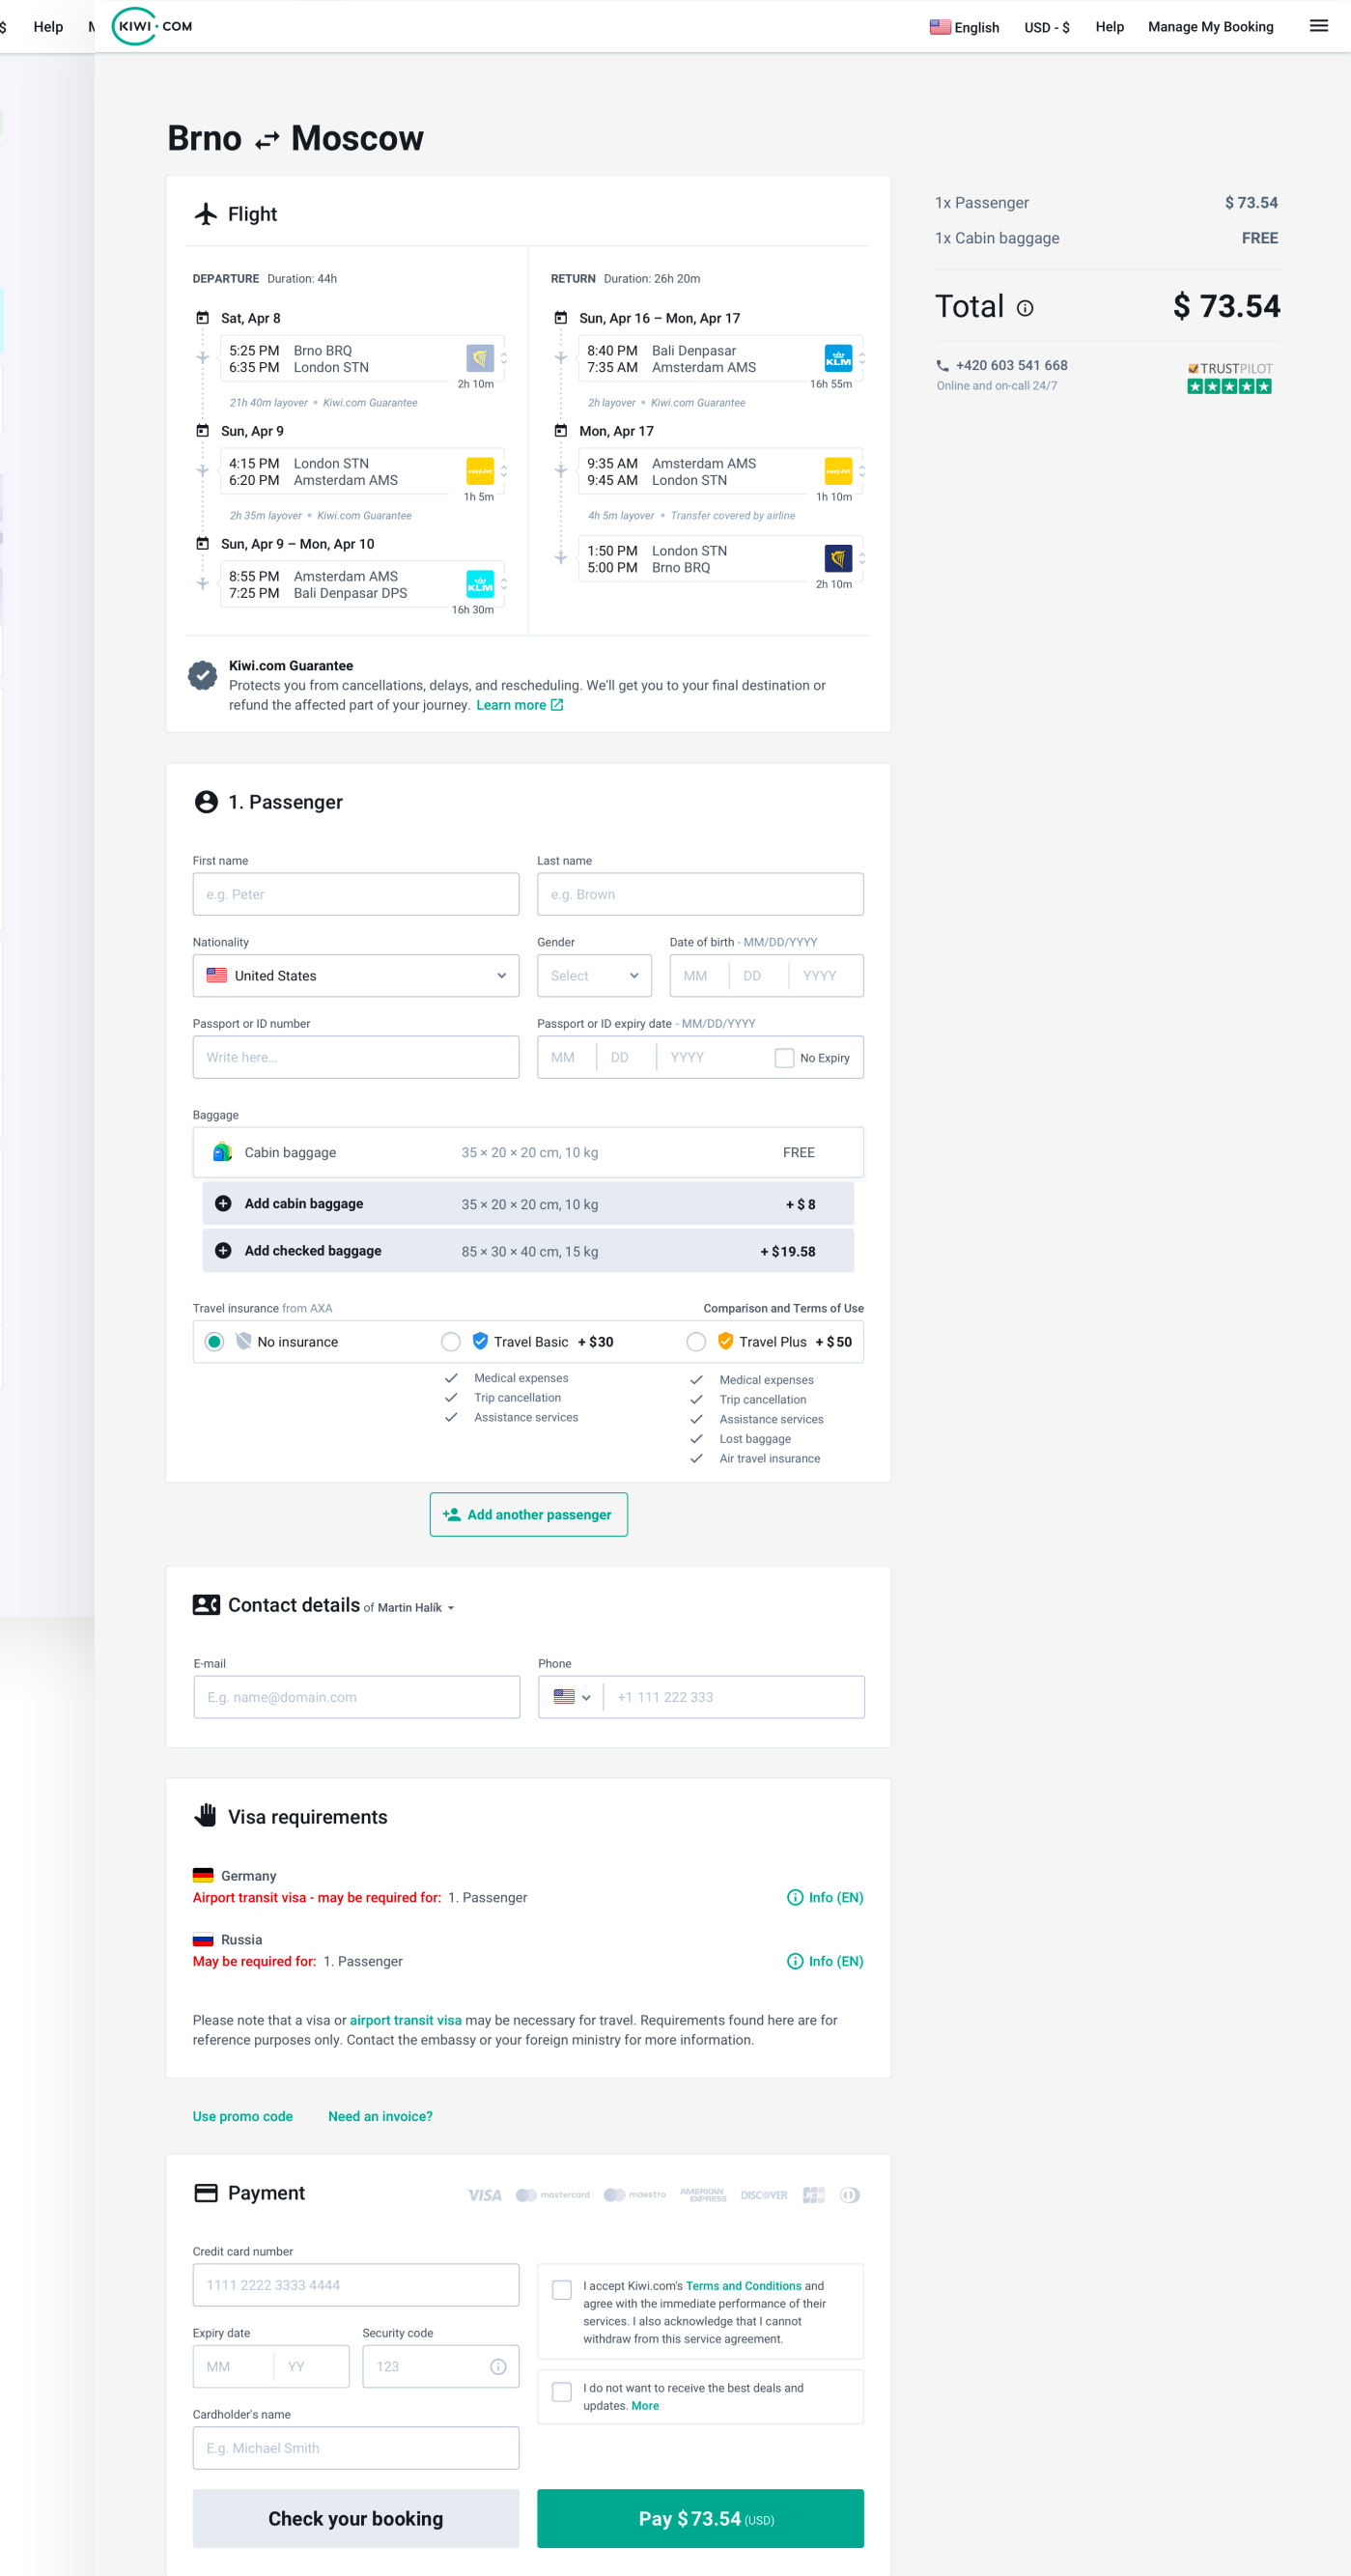 $ Help
KIWI.COM
English USD - $ Help Manage My Booking
Brno Moscow
Flight
DEPARTURE Duration: 44h
Sat, Apr 8
5:25 PM Brno BRQ
6:35 PM London STN
2h 10m
21h 40m layover • Kiwi.com Guarantee
Sun, Apr 9
4:15 PM London STN
easyJet
6:20 PM Amsterdam AMS
1h 5m
2h 35m layover • Kiwi.com Guarantee
Sun, Apr 9 – Mon, Apr 10
8:55 PM Amsterdam AMS
KLM
7:25 PM Bali Denpasar DPS
16h 30m
RETURN Duration: 26h 20m
Sun, Apr 16 – Mon, Apr 17
8:40 PM Bali Denpasar
KLM
7:35 AM Amsterdam AMS
16h 55m
2h layover • Kiwi.com Guarantee
Mon, Apr 17
9:35 AM Amsterdam AMS
easyJet
9:45 AM London STN
1h 10m
4h 5m layover • Transfer covered by airline
1:50 PM London STN
5:00 PM Brno BRQ
2h 10m
Kiwi.com Guarantee
Protects you from cancellations, delays, and rescheduling. We'll get you to your final destination or
refund the affected part of your journey. Learn more
1x Passenger $ 73.54
1x Cabin baggage FREE
Total $ 73.54
+420 603 541 668
Online and on-call 24/7
TRUSTPILOT
1. Passenger
First name Last name
e.g. Peter e.g. Brown
Nationality Gender Date of birth - MM/DD/YYYY
United States Select MM DD YYYY
Passport or ID number Passport or ID expiry date - MM/DD/YYYY
Write here... MM DD YYYY No Expiry
Baggage
Cabin baggage 35 × 20 × 20 cm, 10 kg FREE
Add cabin baggage 35 × 20 × 20 cm, 10 kg + $ 8
Add checked baggage 85 × 30 × 40 cm, 15 kg + $19.58
Travel insurance from AXA Comparison and Terms of Use
No insurance Travel Basic + $30 Travel Plus + $50
Medical expenses
Trip cancellation
Assistance services
Medical expenses
Trip cancellation
Assistance services
Lost baggage
Air travel insurance
Add another passenger
Contact details of Martin Halík
E-mail Phone
E.g. name@domain.com +1 111 222 333
Visa requirements
Germany
Airport transit visa - may be required for: 1. Passenger Info (EN)
Russia
May be required for: 1. Passenger Info (EN)
Please note that a visa or airport transit visa may be necessary for travel. Requirements found here are for
reference purposes only. Contact the embassy or your foreign ministry for more information.
Use promo code Need an invoice?
Payment VISA mastercard maestro AMERICAN EXPRESS DISCOVER JCB
Credit card number
1111 2222 3333 4444
Expiry date Security code
MM YY 123
Cardholder's name
E.g. Michael Smith
I accept Kiwi.com's Terms and Conditions and
agree with the immediate performance of their
services. I also acknowledge that I cannot
withdraw from this service agreement.
I do not want to receive the best deals and
updates. More
Check your booking Pay $73.54 (USD)